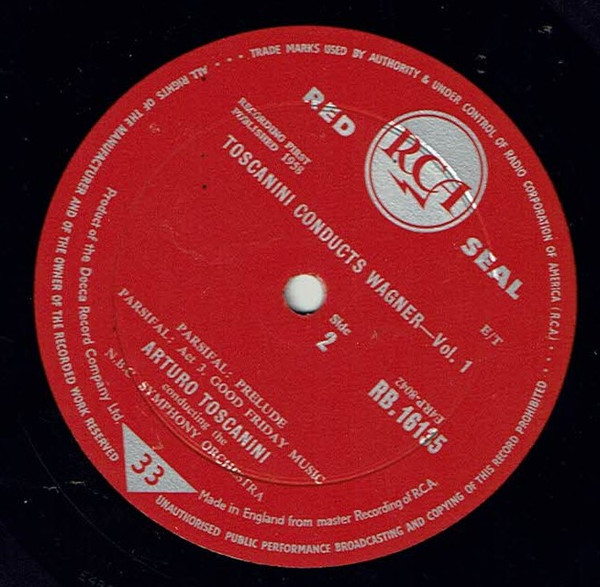 TRADE MARKS USED BY AUTHORITY & UNDER CONTROL OF RADIO CORPORATION OF AMERICA (R.C.A.) . . .
RED
RCA
SEAL
RECORDING FIRST
PUBLISHED 1958
TOSCANINI CONDUCTS WAGNER—Vol. 1
E/T
Side
2
RB.16135
PARSIFAL: PRELUDE
PARSIFAL: Act 3. GOOD FRIDAY MUSIC
ARTURO TOSCANINI
conducting the
N.B.C. SYMPHONY ORCHESTRA
33
Product of the Decca Record Company Ltd.
Made in England from master Recording of R.C.A.
ALL RIGHTS OF THE MANUFACTURER AND OF THE OWNER OF THE RECORDED WORK RESERVED
UNAUTHORISED PUBLIC PERFORMANCE BROADCASTING AND COPYING OF THIS RECORD PROHIBITED . . .